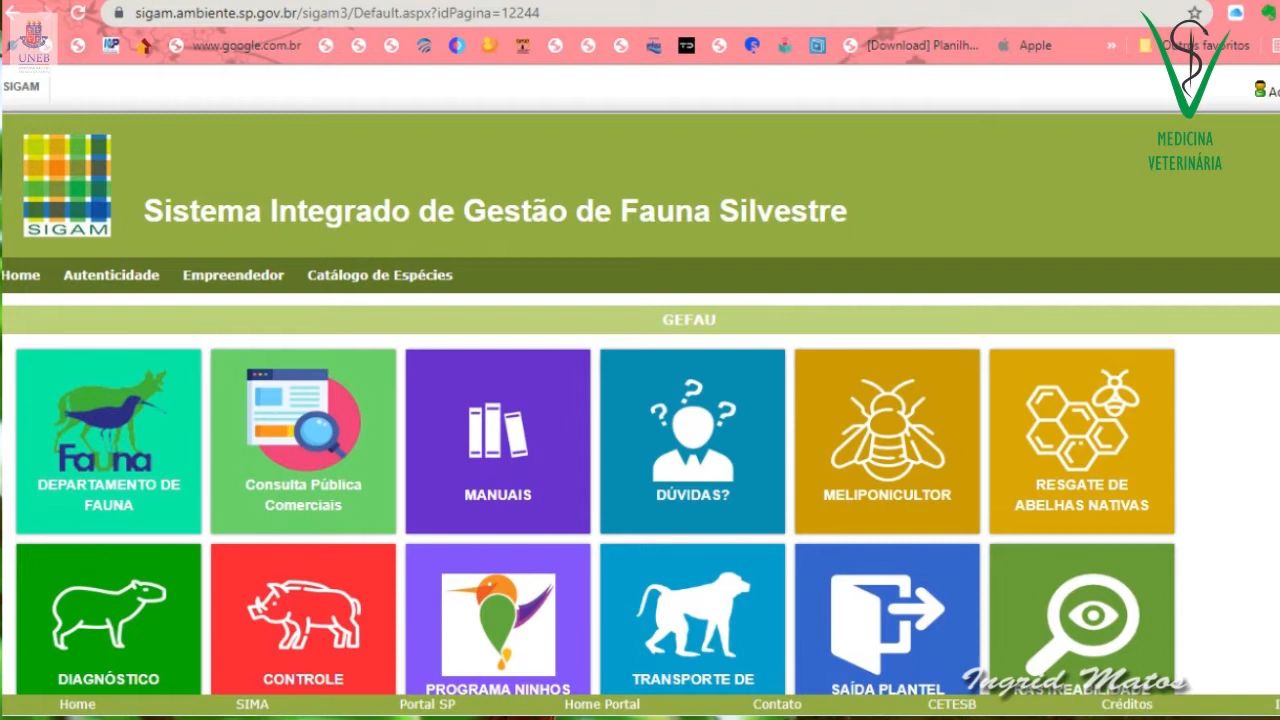 sigam.ambiente.sp.gov.br/sigam3/Default.aspx?idPagina=12244
www.google.com.br
[Download] Planilh...
Apple
»
Outros favoritos
UNEB
SIGAM
MEDICINA
VETERINÁRIA
SIGAM
Sistema Integrado de Gestão de Fauna Silvestre
Home Autenticidade Empreendedor Catálogo de Espécies
GEFAU
Fauna
DEPARTAMENTO DE
FAUNA
Consulta Pública
Comerciais
MANUAIS
DÚVIDAS?
MELIPONICULTOR
RESGATE DE
ABELHAS NATIVAS
DIAGNÓSTICO
CONTROLE
PROGRAMA NINHOS
TRANSPORTE DE
SAÍDA PLANTEL
Ingrid Matos
Home SIMA Portal SP Home Portal Contato CETESB Créditos